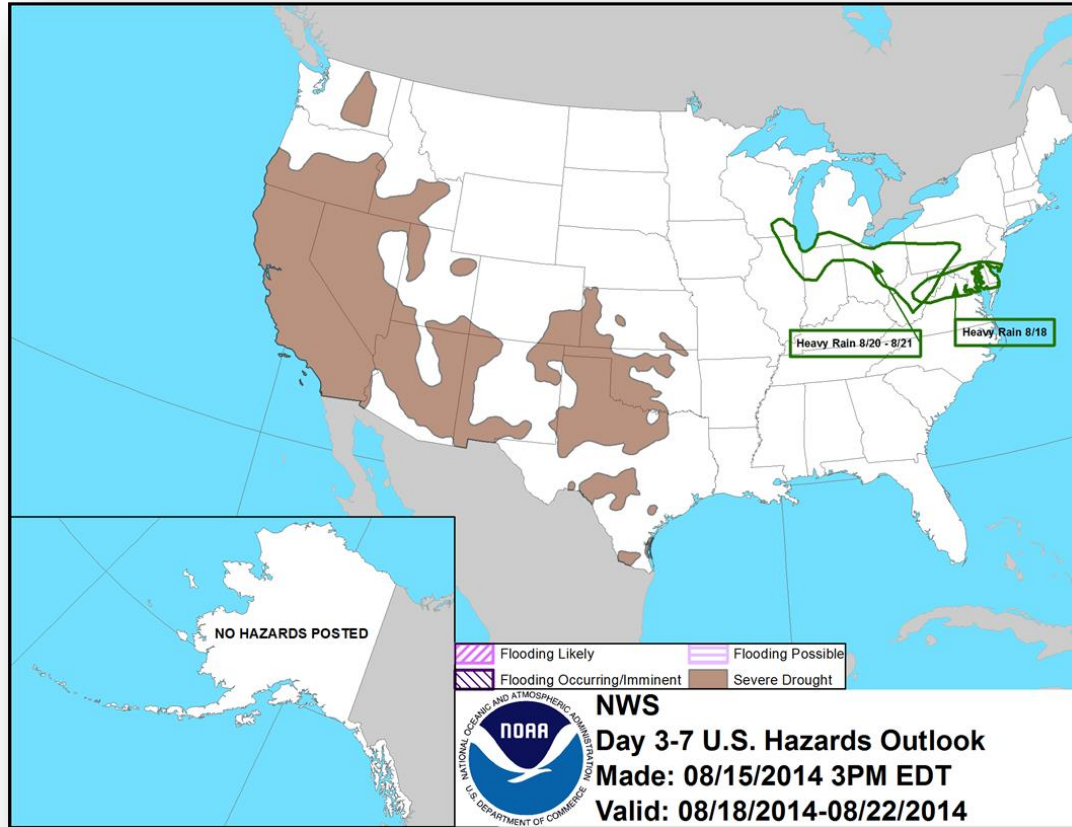 Heavy Rain 8/20 - 8/21
Heavy Rain 8/18
NO HAZARDS POSTED
Flooding Likely
Flooding Possible
Flooding Occurring/Imminent
Severe Drought
NATIONAL OCEANIC AND ATMOSPHERIC ADMINISTRATION
NOAA
U.S. DEPARTMENT OF COMMERCE
NWS
Day 3-7 U.S. Hazards Outlook
Made: 08/15/2014 3PM EDT
Valid: 08/18/2014-08/22/2014